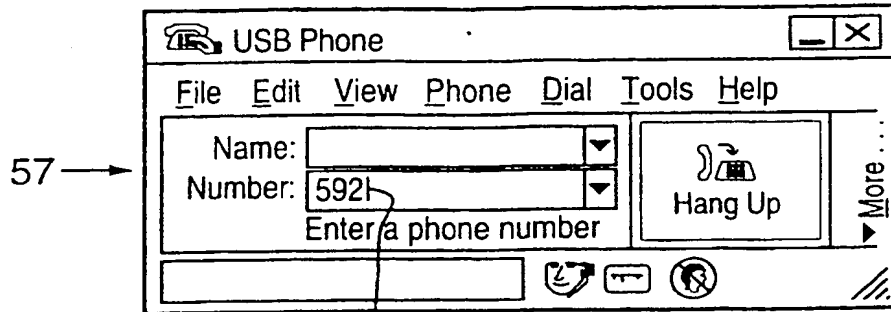 USB Phone
File Edit View Phone Dial Tools Help
Name:
Number: 592
Enter a phone number
Hang Up
More ...
57